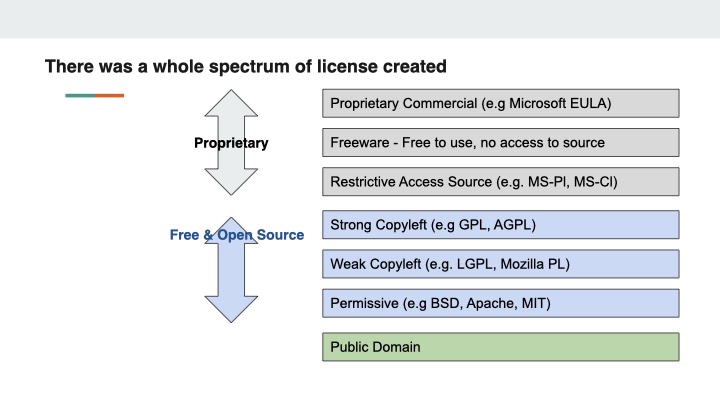 There was a whole spectrum of license created
Proprietary
Proprietary Commercial (e.g Microsoft EULA)
Freeware - Free to use, no access to source
Restrictive Access Source (e.g. MS-Pl, MS-Cl)
Free & Open Source
Strong Copyleft (e.g GPL, AGPL)
Weak Copyleft (e.g. LGPL, Mozilla PL)
Permissive (e.g BSD, Apache, MIT)
Public Domain